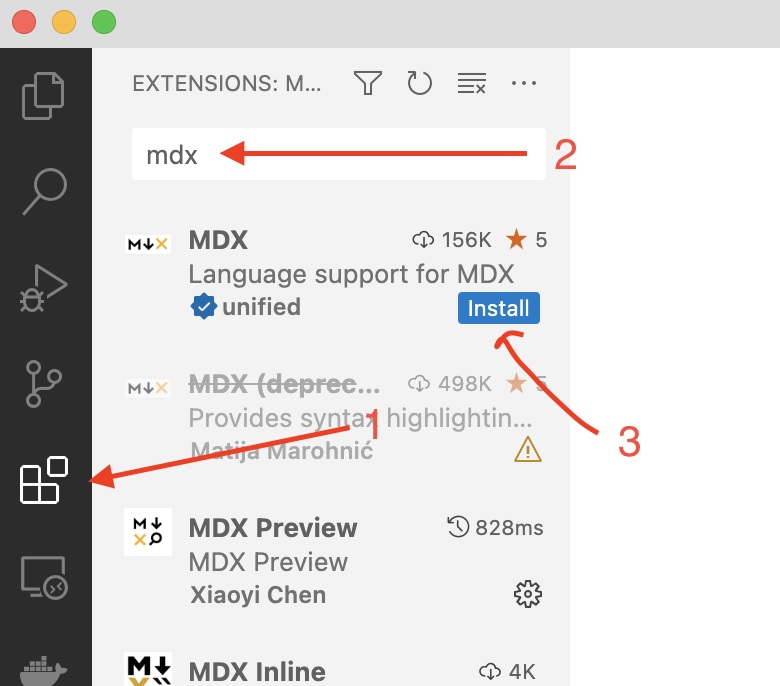 EXTENSIONS: M...
mdx
2
MDX
156K
5
Language support for MDX
unified
Install
MDX (deprec...
498K
5
Provides syntax highlightin...
1
Matija Marohnić
3
MDX Preview
828ms
MDX Preview
Xiaoyi Chen
MDX Inline
4K